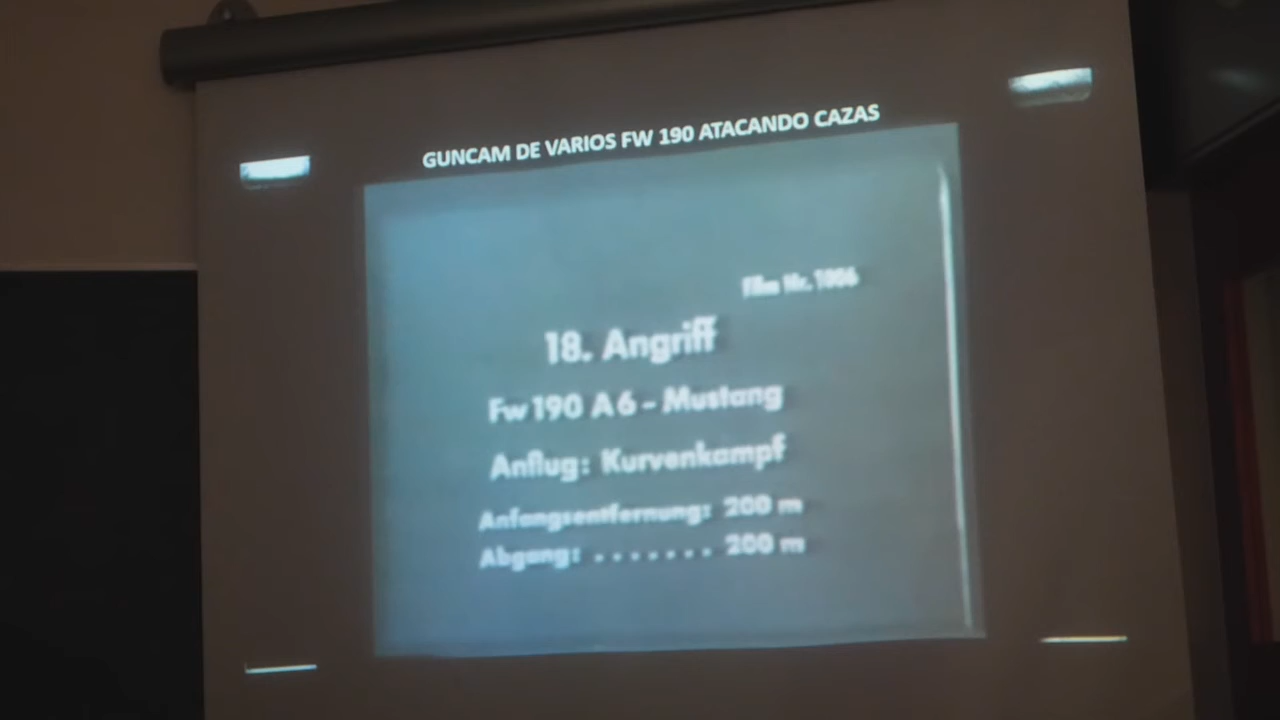 GUNCAM DE VARIOS FW 190 ATACANDO CAZAS
Film Nr. 1006
18. Angriff
Fw 190 A 6 - Mustang
Anflug: Kurvenkampf
Anfangsentfernung: 200 m
Abgang: ....... 200 m